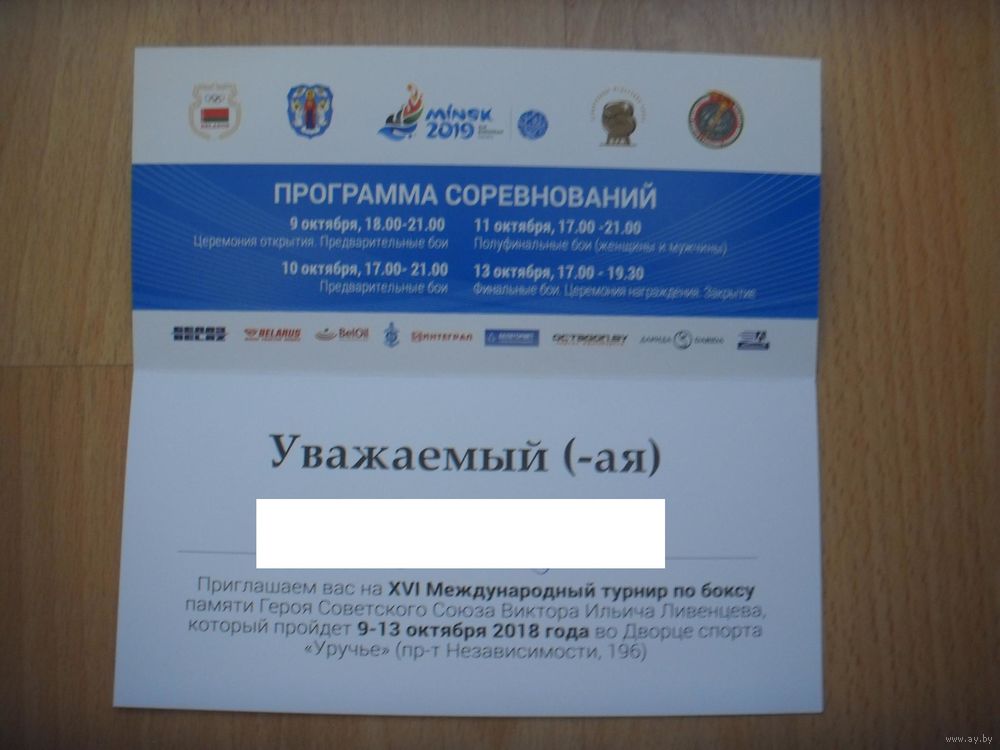 BELARUS
MINSK
2019
ПРОГРАММА СОРЕВНОВАНИЙ
9 октября, 18.00-21.00
Церемония открытия. Предварительные бои
10 октября, 17.00- 21.00
Предварительные бои
11 октября, 17.00 -21.00
Полуфинальные бои (женщины и мужчины)
13 октября, 17.00 - 19.30
Финальные бои. Церемония награждения. Закрытие
BELARUS
BelOil
ИНТЕГРАЛ
OCTAGON.BY
Уважаемый (-ая)
Приглашаем вас на XVI Международный турнир по боксу
памяти Героя Советского Союза Виктора Ильича Ливенцева,
который пройдет 9-13 октября 2018 года во Дворце спорта
«Уручье» (пр-т Независимости, 196)
www.ay.by